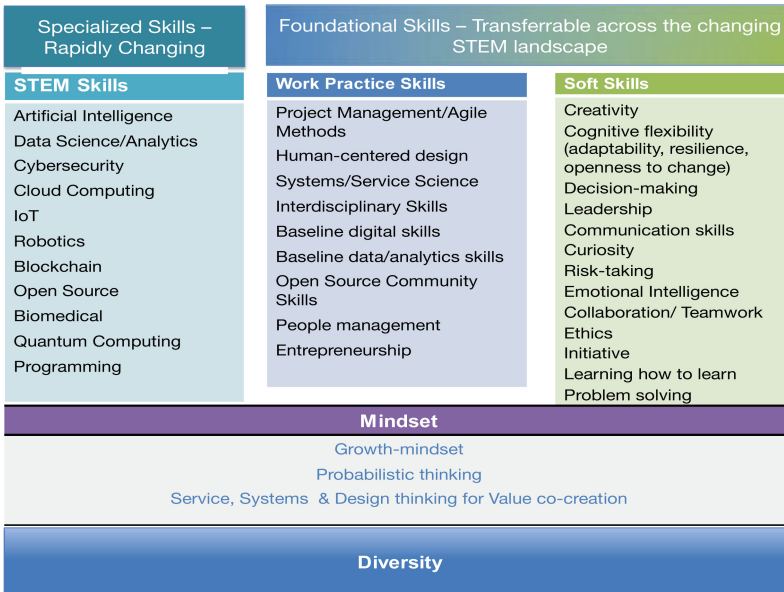 Specialized Skills –
Rapidly Changing
Foundational Skills – Transferrable across the changing
STEM landscape
STEM Skills
Artificial Intelligence
Data Science/Analytics
Cybersecurity
Cloud Computing
IoT
Robotics
Blockchain
Open Source
Biomedical
Quantum Computing
Programming
Work Practice Skills
Project Management/Agile
Methods
Human-centered design
Systems/Service Science
Interdisciplinary Skills
Baseline digital skills
Baseline data/analytics skills
Open Source Community
Skills
People management
Entrepreneurship
Soft Skills
Creativity
Cognitive flexibility
(adaptability, resilience,
openness to change)
Decision-making
Leadership
Communication skills
Curiosity
Risk-taking
Emotional Intelligence
Collaboration/ Teamwork
Ethics
Initiative
Learning how to learn
Problem solving
Mindset
Growth-mindset
Probabilistic thinking
Service, Systems  & Design thinking for Value co-creation
Diversity